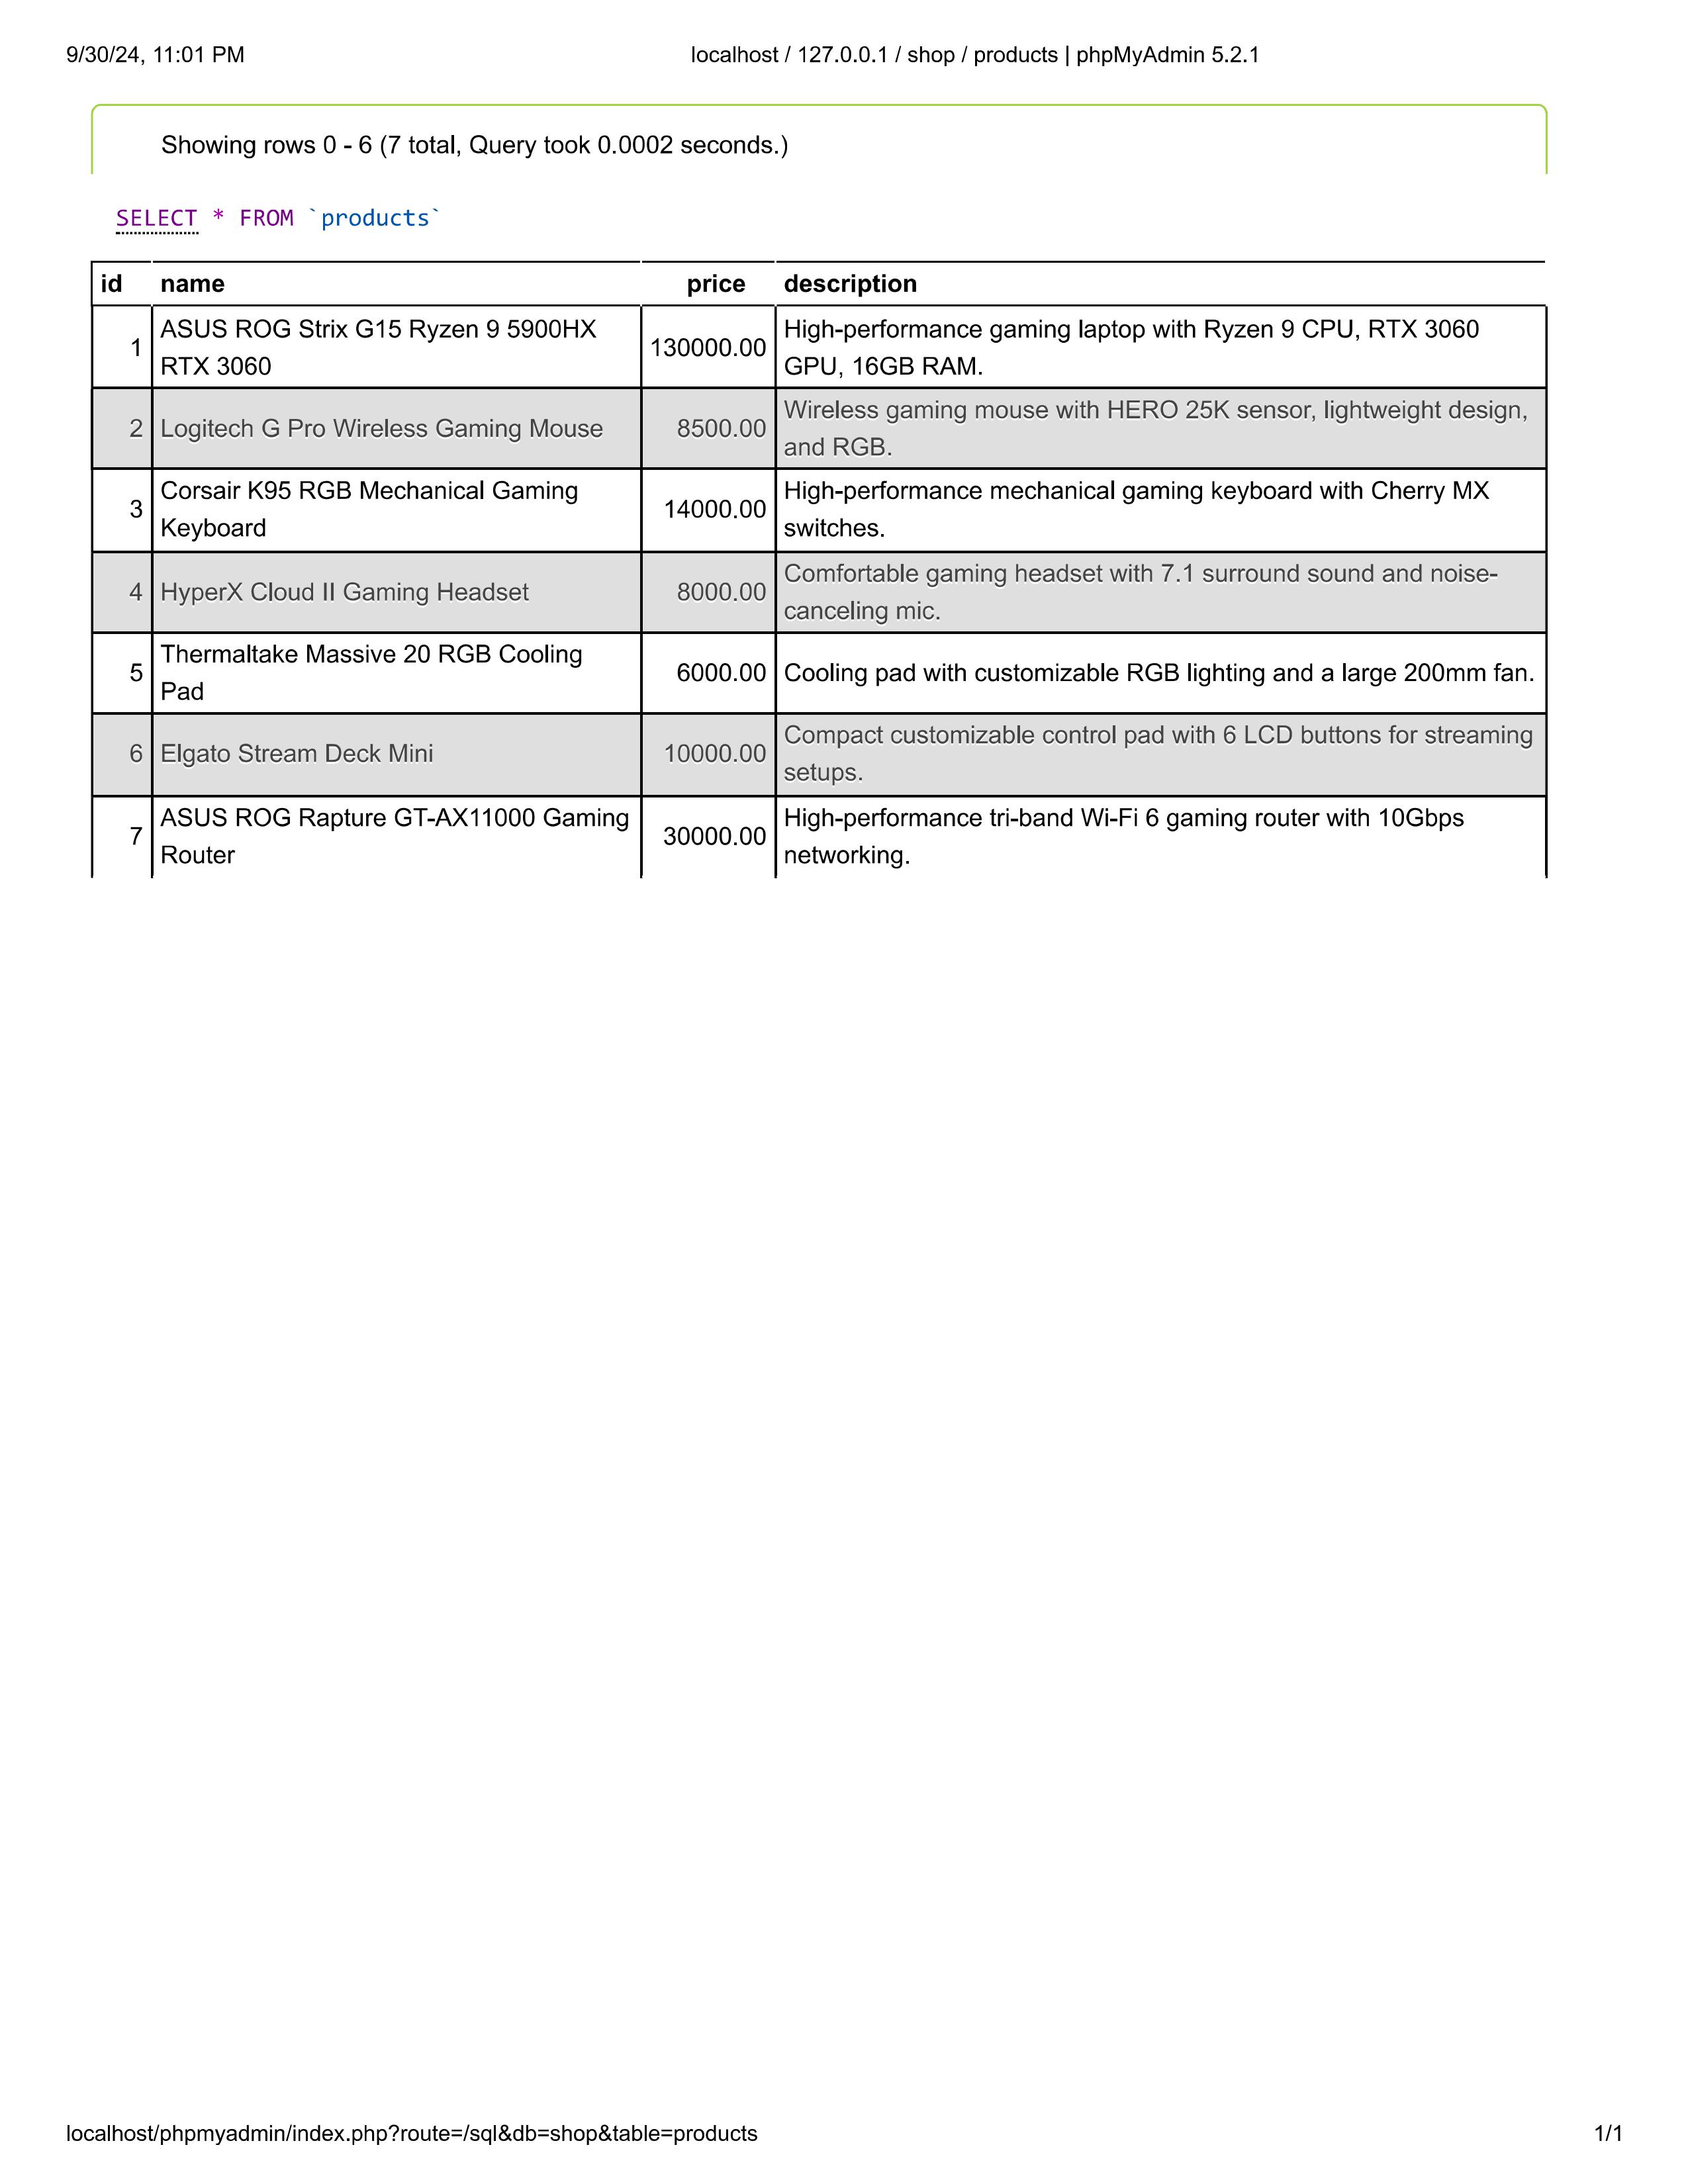 9/30/24, 11:01 PM
localhost / 127.0.0.1 / shop / products | phpMyAdmin 5.2.1
Showing rows 0 - 6 (7 total, Query took 0.0002 seconds.)
SELECT * FROM `products`
id name price description
1 ASUS ROG Strix G15 Ryzen 9 5900HX
RTX 3060
130000.00
High-performance gaming laptop with Ryzen 9 CPU, RTX 3060
GPU, 16GB RAM.
2 Logitech G Pro Wireless Gaming Mouse
8500.00
Wireless gaming mouse with HERO 25K sensor, lightweight design,
and RGB.
3 Corsair K95 RGB Mechanical Gaming
Keyboard
14000.00
High-performance mechanical gaming keyboard with Cherry MX
switches.
4 HyperX Cloud II Gaming Headset
8000.00
Comfortable gaming headset with 7.1 surround sound and noise-
canceling mic.
5 Thermaltake Massive 20 RGB Cooling
Pad
6000.00
Cooling pad with customizable RGB lighting and a large 200mm fan.
6 Elgato Stream Deck Mini
10000.00
Compact customizable control pad with 6 LCD buttons for streaming
setups.
7 ASUS ROG Rapture GT-AX11000 Gaming
Router
30000.00
High-performance tri-band Wi-Fi 6 gaming router with 10Gbps
networking.
localhost/phpmyadmin/index.php?route=/sql&db=shop&table=products
1/1